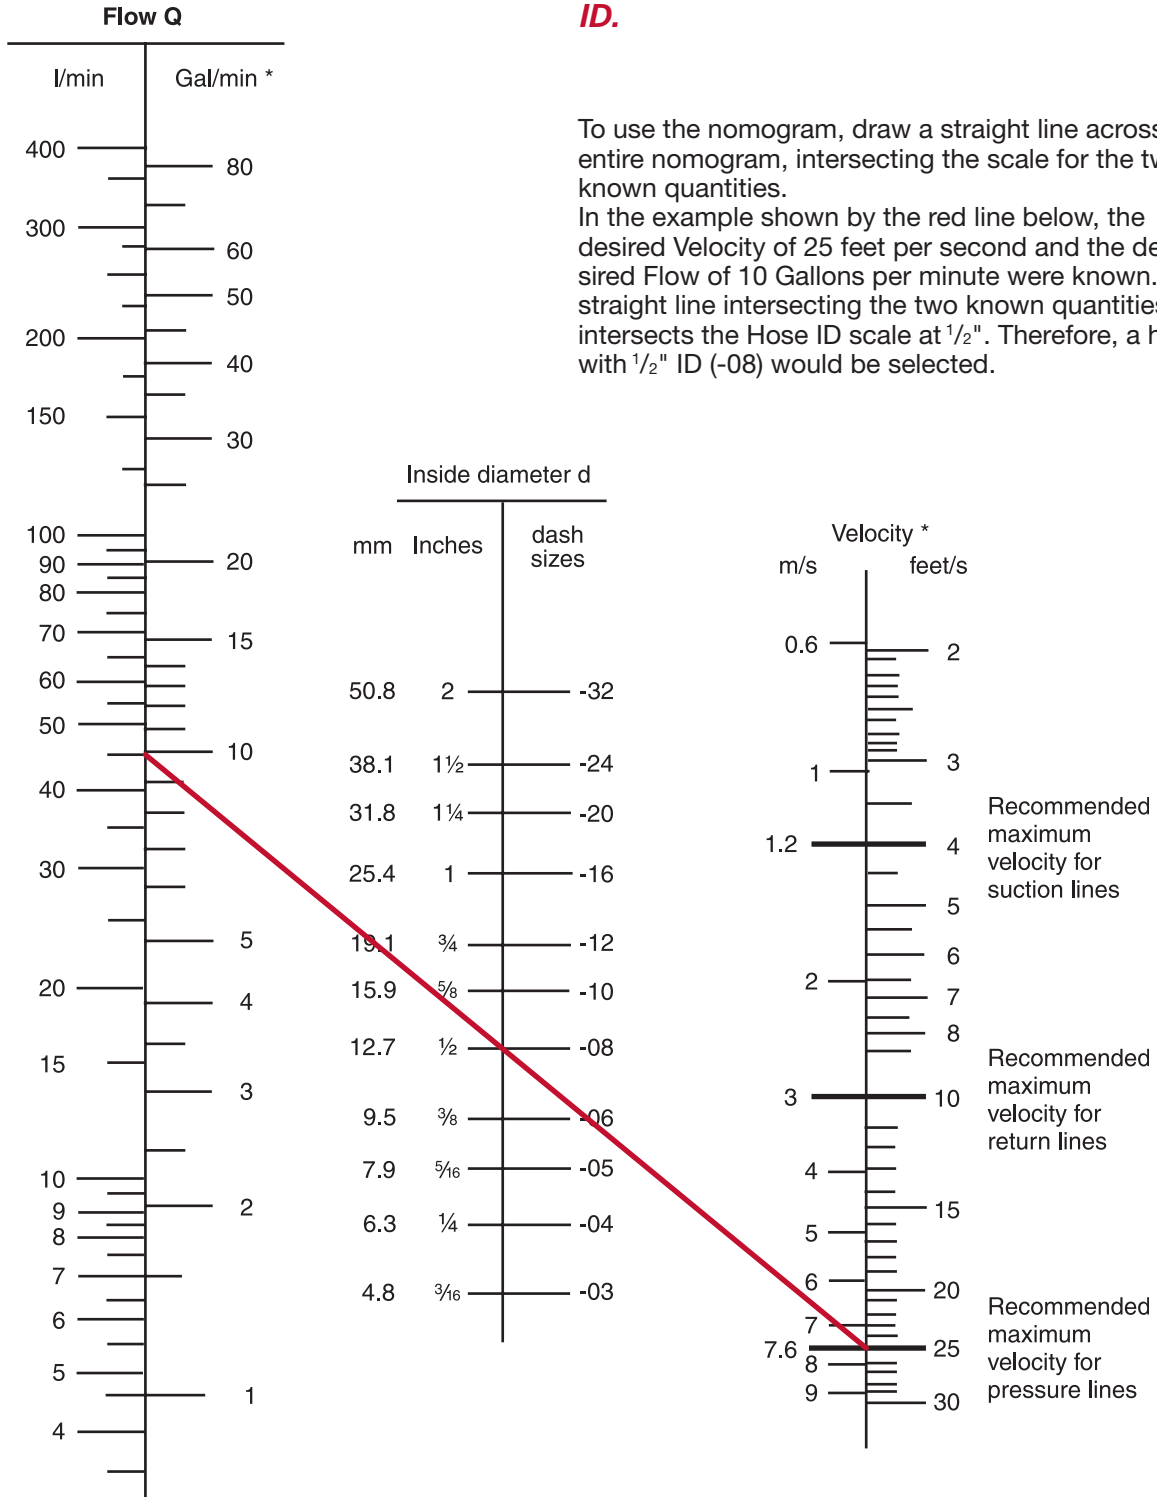 Flow Q
ID.
l/min Gal/min *
To use the nomogram, draw a straight line across
entire nomogram, intersecting the scale for the
known quantities.
In the example shown by the red line below, the
desired Velocity of 25 feet per second and the de-
sired Flow of 10 Gallons per minute were known.
straight line intersecting the two known quantities
intersects the Hose ID scale at 1/2". Therefore, a
with 1/2" ID (-08) would be selected.
400
80
300
60
50
200
40
150
30
100
20
90
80
70
15
60
50
10
40
30
5
20
4
15
3
10
2
9
8
7
6
5
1
4
Inside diameter d
mm Inches dash
sizes
50.8 2 -32
38.1 1½ -24
31.8 1¼ -20
25.4 1 -16
19.1 ¾ -12
15.9 ⅝ -10
12.7 ½ -08
9.5 ⅜ -06
7.9 5/16 -05
6.3 ¼ -04
4.8 3/16 -03
Velocity *
m/s feet/s
0.6 2
3
1
1.2 4
Recommended
maximum
velocity for
suction lines
5
6
2
7
8
3 10
Recommended
maximum
velocity for
return lines
4
15
5
6
20
7
7.6 25
Recommended
maximum
velocity for
pressure lines
8
9
30